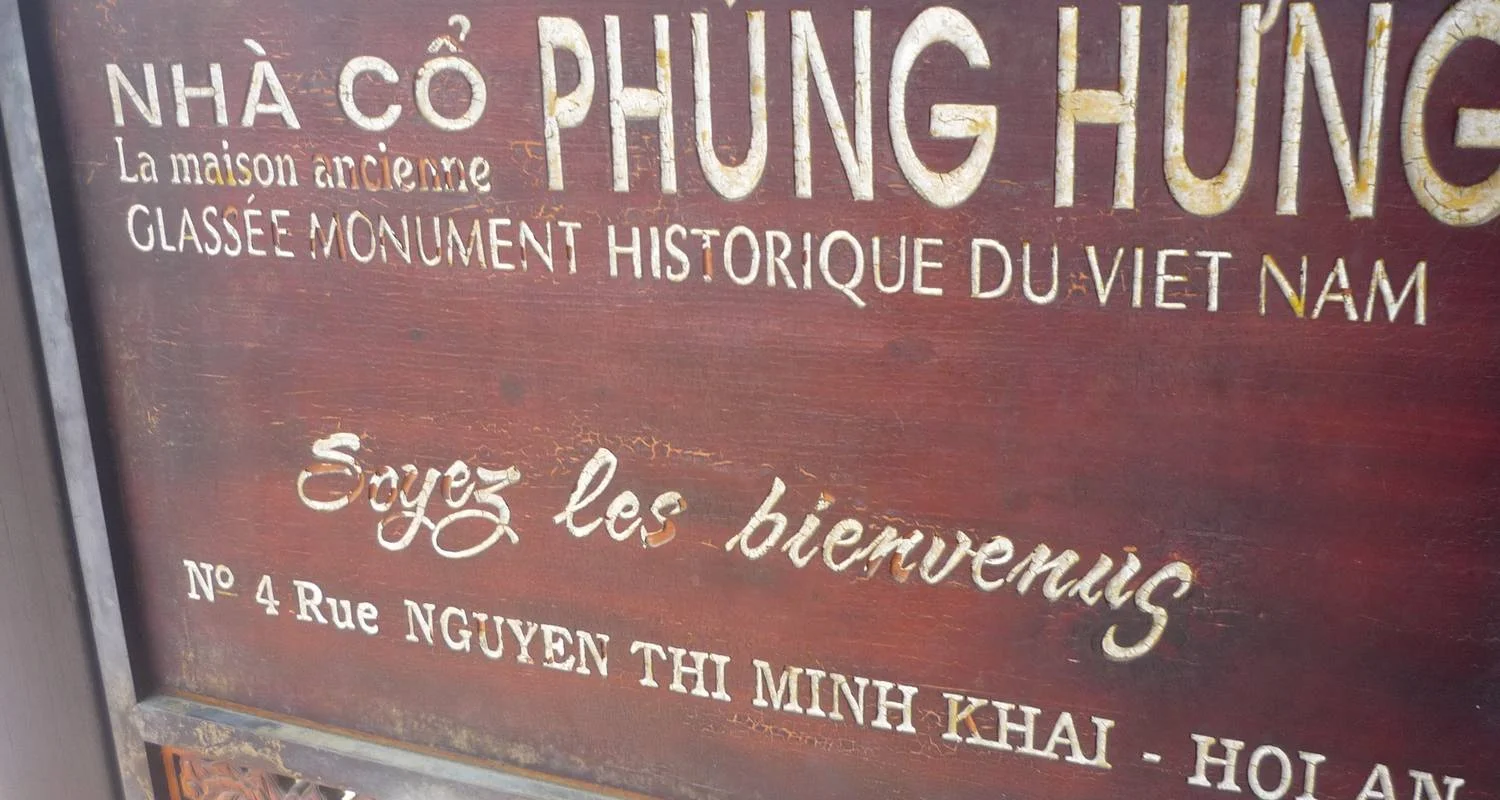 NHÀ CỔ PHÙNG HƯNG
La maison ancienne
GLASSÉE MONUMENT HISTORIQUE DU VIET NAM
Soyez les bienvenus
Nº 4 Rue NGUYEN THI MINH KHAI - HOI AN